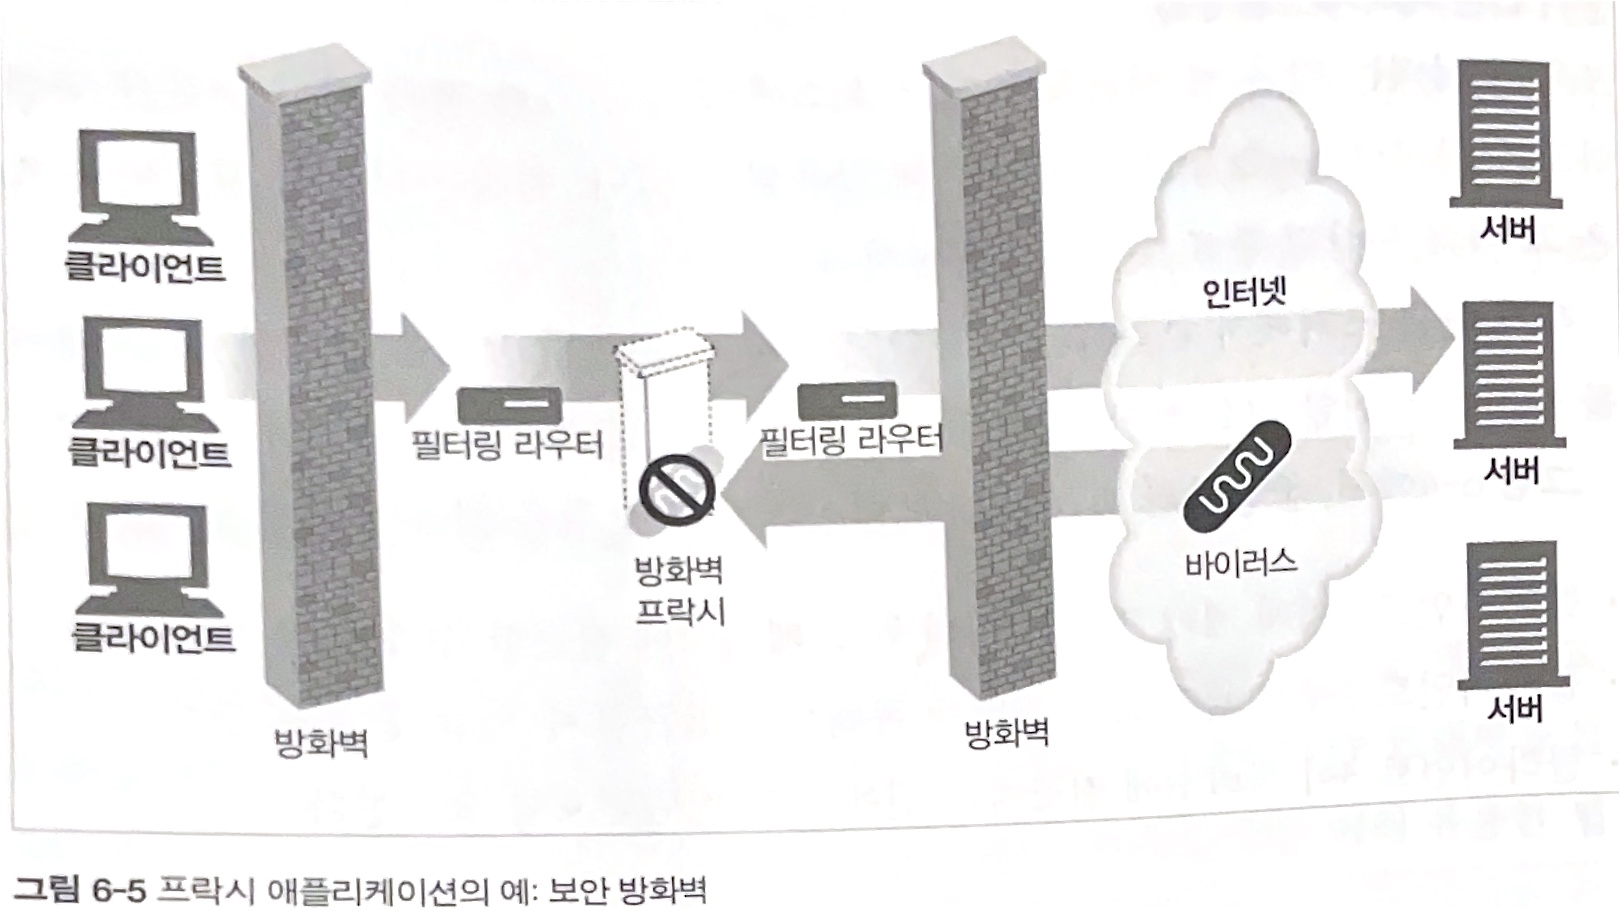 클라이언트
클라이언트
클라이언트
방화벽
필터링 라우터
방화벽
프락시
필터링 라우터
방화벽
인터넷
바이러스
서버
서버
서버
그림 6-5 프락시 애플리케이션의 예: 보안 방화벽